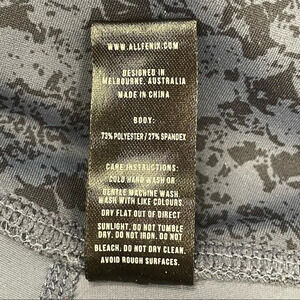 WWW.ALLFENIX.COM
DESIGNED IN
MELBOURNE, AUSTRALIA
MADE IN CHINA
BODY:
73% POLYESTER / 27% SPANDEX
CARE INSTRUCTIONS:
COLD HAND WASH OR
GENTLE MACHINE WASH
WASH WITH LIKE COLOURS.
DRY FLAT OUT OF DIRECT
SUNLIGHT. DO NOT TUMBLE
DRY. DO NOT IRON. DO NOT
BLEACH. DO NOT DRY CLEAN.
AVOID ROUGH SURFACES.